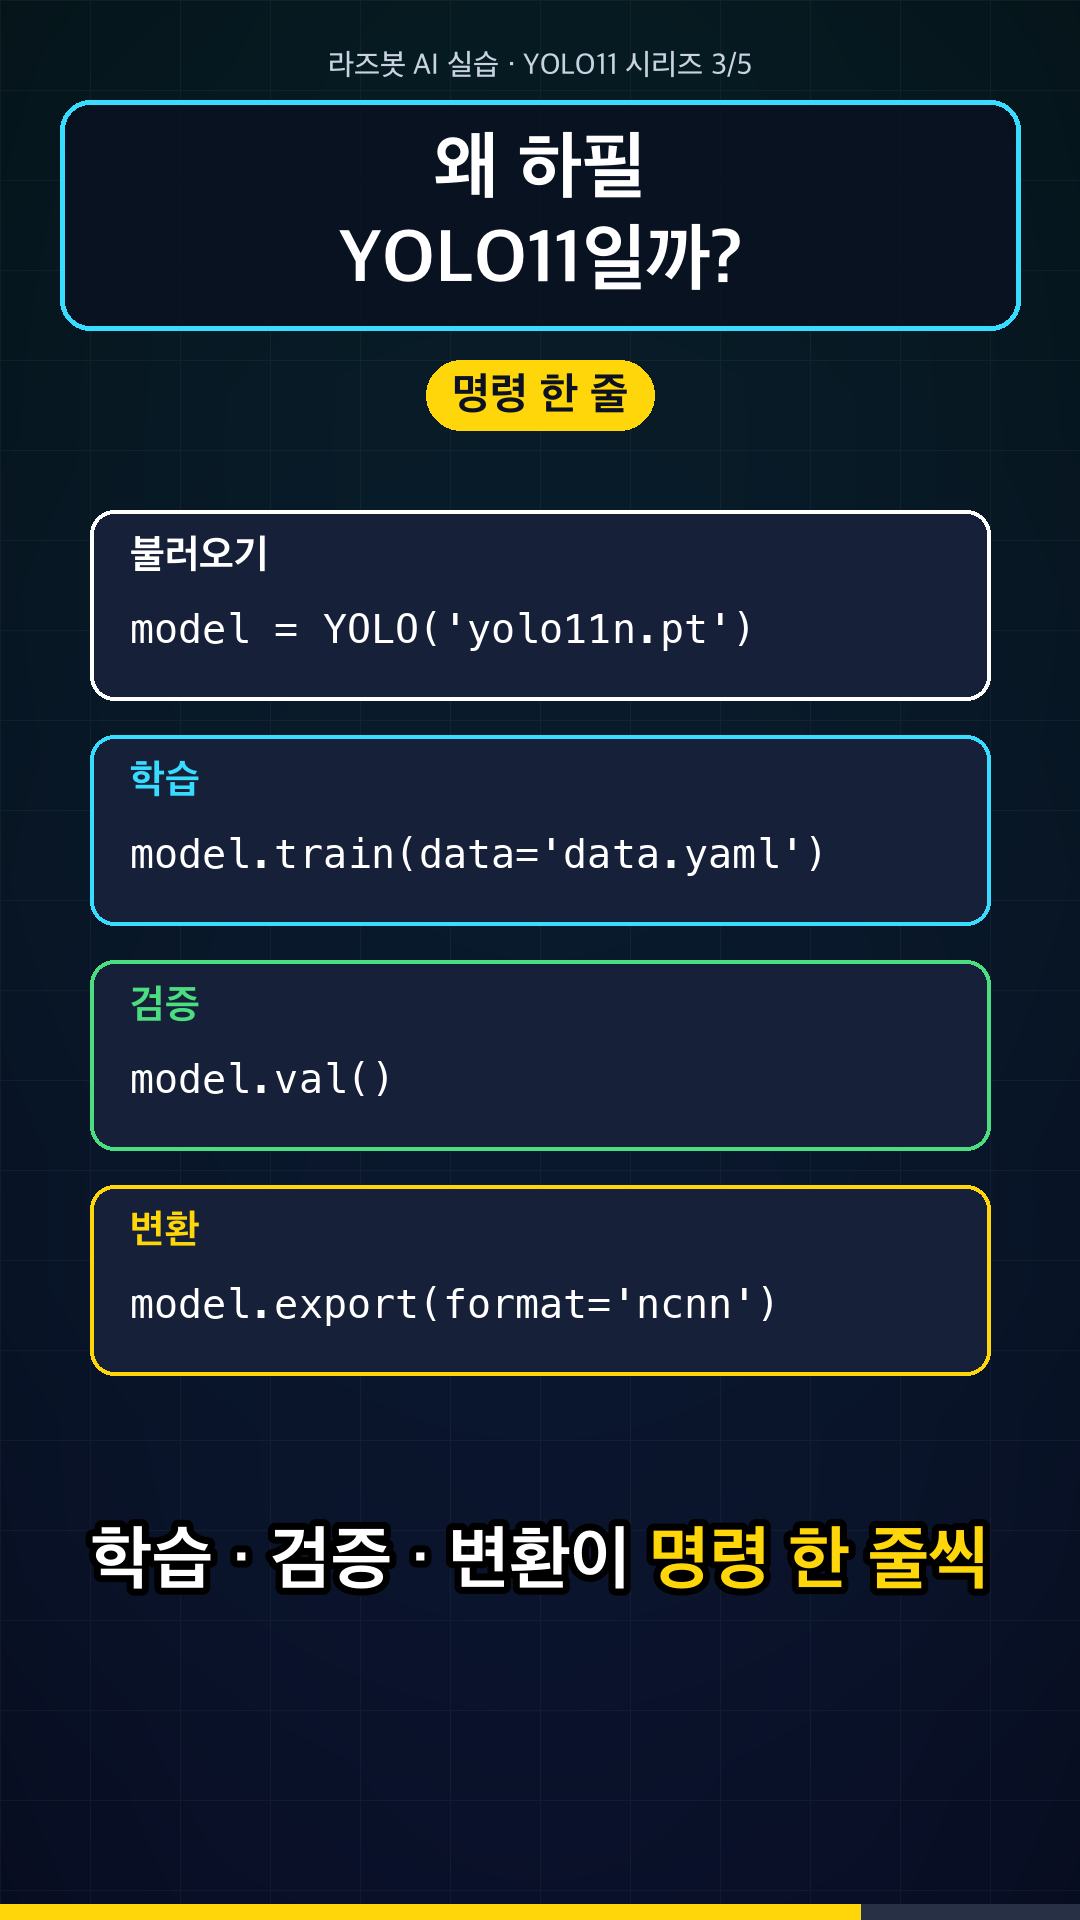 라즈봇 AI 실습 · YOLO11 시리즈 3/5
왜 하필
YOLO11일까?
명령 한 줄
불러오기
model = YOLO('yolo11n.pt')
학습
model.train(data='data.yaml')
검증
model.val()
변환
model.export(format='ncnn')
학습 · 검증 · 변환이 명령 한 줄씩